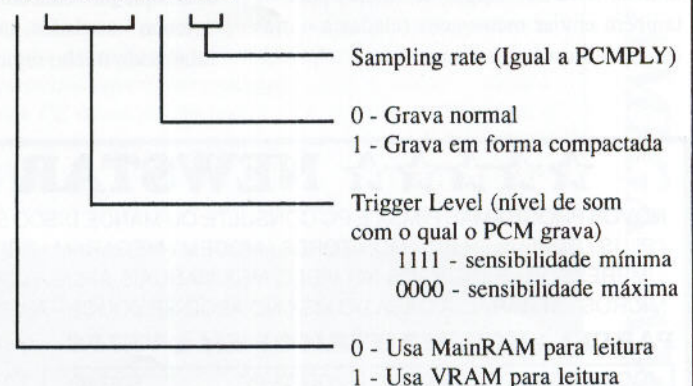 Sampling rate (Igual a PCMPLY)
0 - Grava normal
1 - Grava em forma compactada
Trigger Level (nível de som
com o qual o PCM grava)
1111 - sensibilidade mínima
0000 - sensibilidade máxima
0 - Usa MainRAM para leitura
1 - Usa VRAM para leitura